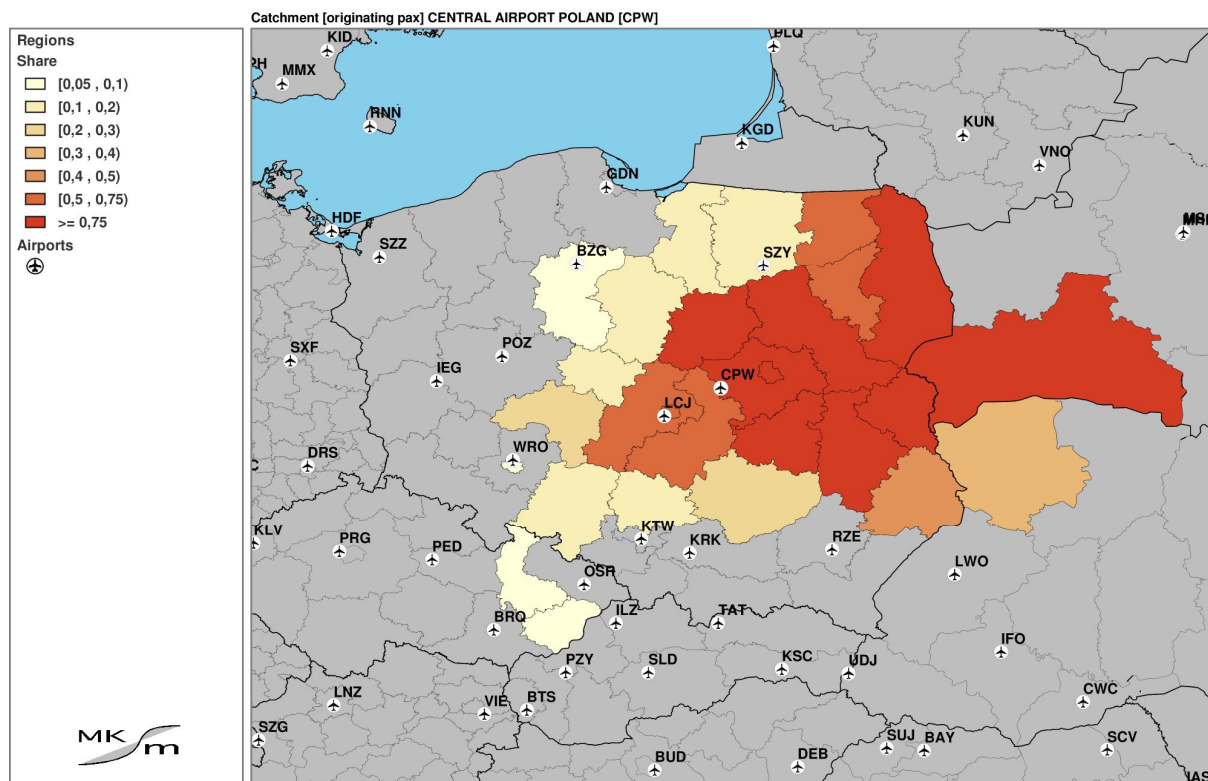 Catchment [originating pax] CENTRAL AIRPORT POLAND [CPW]
Regions
Share
[0,05 , 0,1)
[0,1 , 0,2)
[0,2 , 0,3)
[0,3 , 0,4)
[0,4 , 0,5)
[0,5 , 0,75)
>= 0,75
Airports
MK
m
KID
PLQ
MMX
RNN
KUN
KGD
VNO
GDN
HDF
SZZ
BZG
SZY
SXF
POZ
IEG
CPW
LCJ
WRO
DRS
KLV
PRG
PED
KTW
KRK
RZE
LWO
OSR
BRQ
ILZ
TAT
IFO
PZY
SLD
KSC
UDJ
LNZ
VIE
BTS
CWC
SZG
SUJ
BAY
SCV
BUD
DEB
IAS